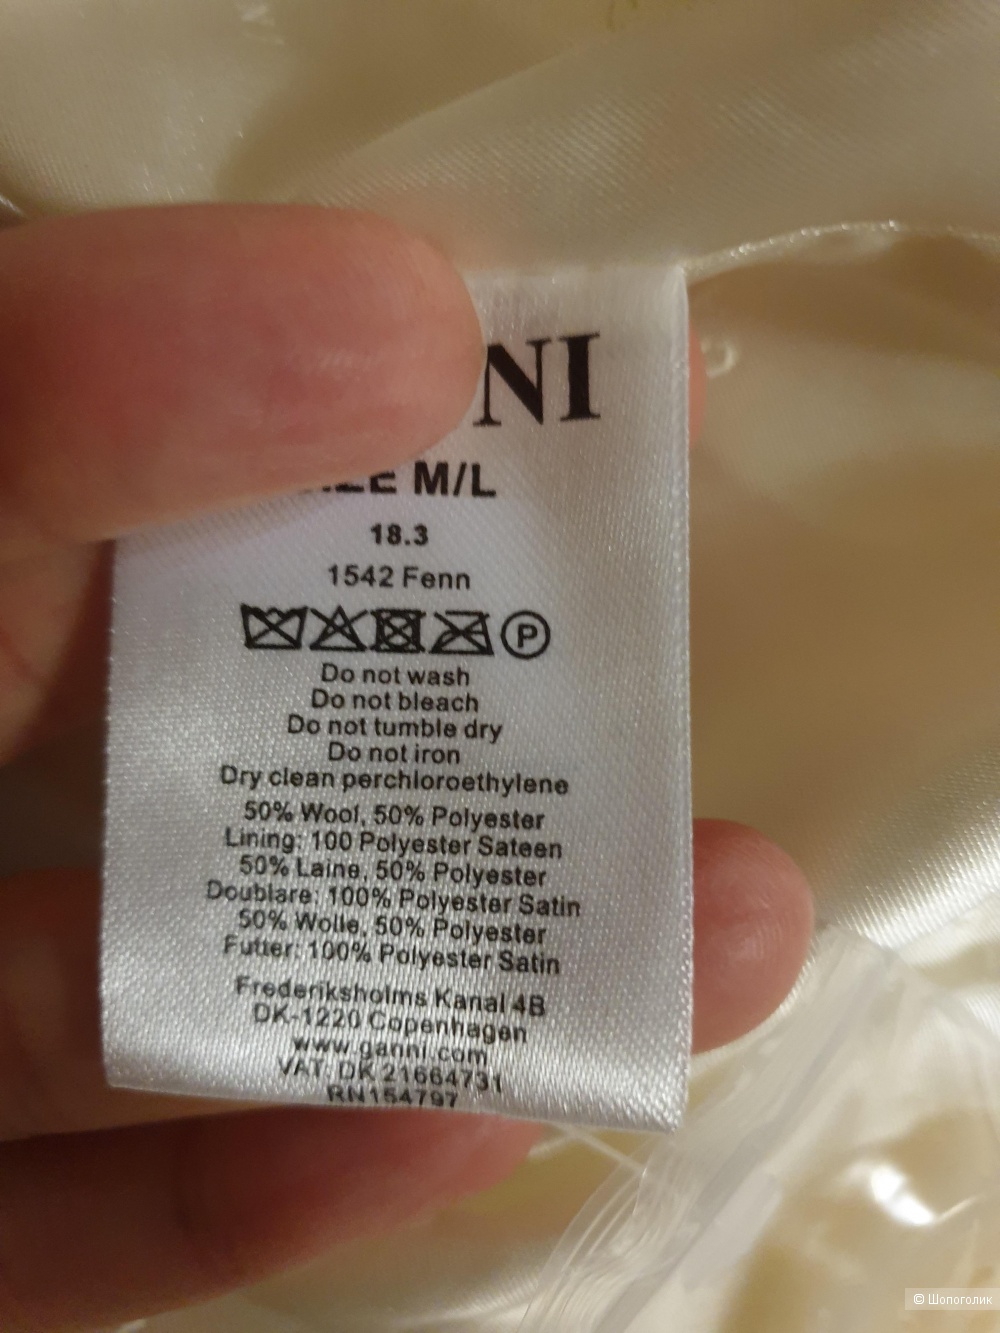 NI
M/L
18.3
1542 Fenn
P
Do not wash
Do not bleach
Do not tumble dry
Do not iron
Dry clean perchloroethylene
50% Wool, 50% Polyester
Lining: 100 Polyester Sateen
50% Laine, 50% Polyester
Doublare: 100% Polyester Satin
50% Wolle, 50% Polyester
Futter: 100% Polyester Satin
Frederiksholms Kanal 4B
DK-1220 Copenhagen
www.ganni.com
VAT: DK 21664731
RN154797
© Шопоголик